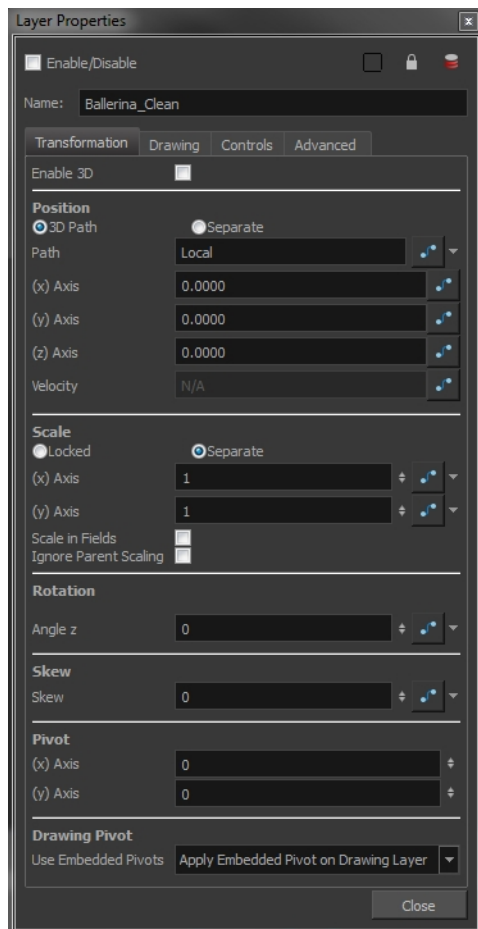 Layer Properties
x
Enable/Disable
Name: Ballerina_Clean
Transformation Drawing Controls Advanced
Enable 3D
Position
3D Path Separate
Path Local
(x) Axis 0.0000
(y) Axis 0.0000
(z) Axis 0.0000
Velocity N/A
Scale
Locked Separate
(x) Axis 1
(y) Axis 1
Scale in Fields
Ignore Parent Scaling
Rotation
Angle z 0
Skew
Skew 0
Pivot
(x) Axis 0
(y) Axis 0
Drawing Pivot
Use Embedded Pivots Apply Embedded Pivot on Drawing Layer
Close